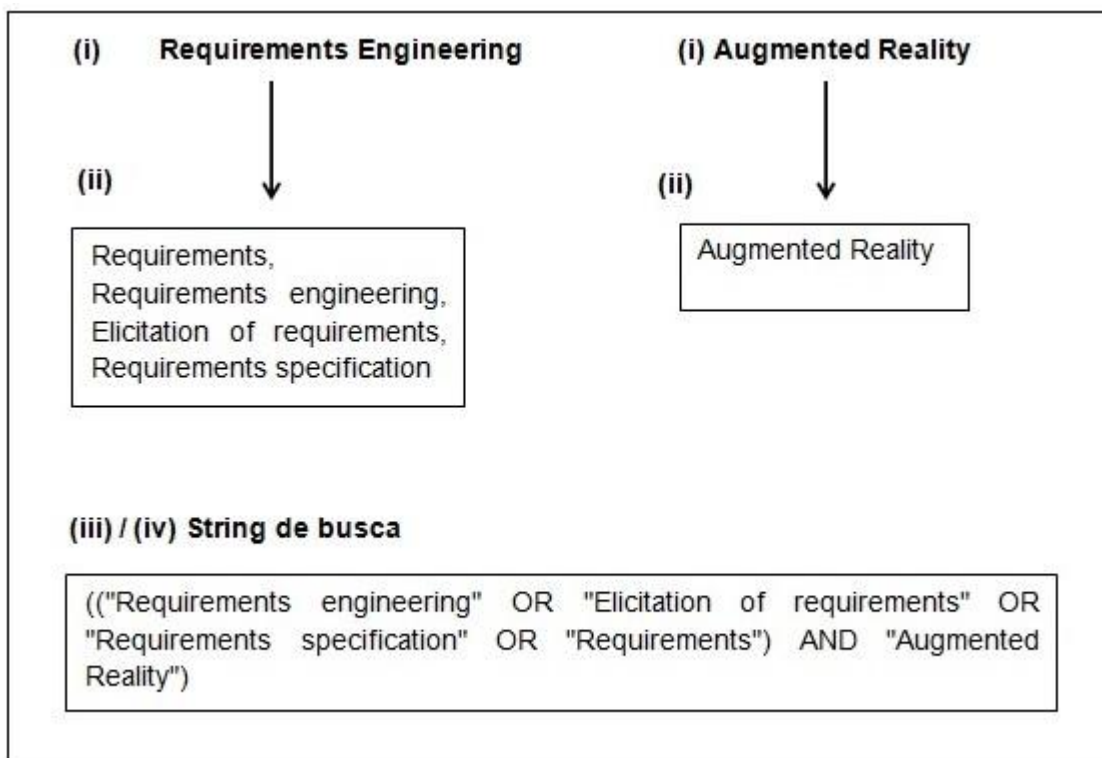 (i) Requirements Engineering
(i) Augmented Reality
(ii)
(ii)
Requirements,
Requirements engineering,
Elicitation of requirements,
Requirements specification
Augmented Reality
(iii) / (iv) String de busca
(("Requirements engineering" OR "Elicitation of requirements" OR
"Requirements specification" OR "Requirements") AND "Augmented
Reality")